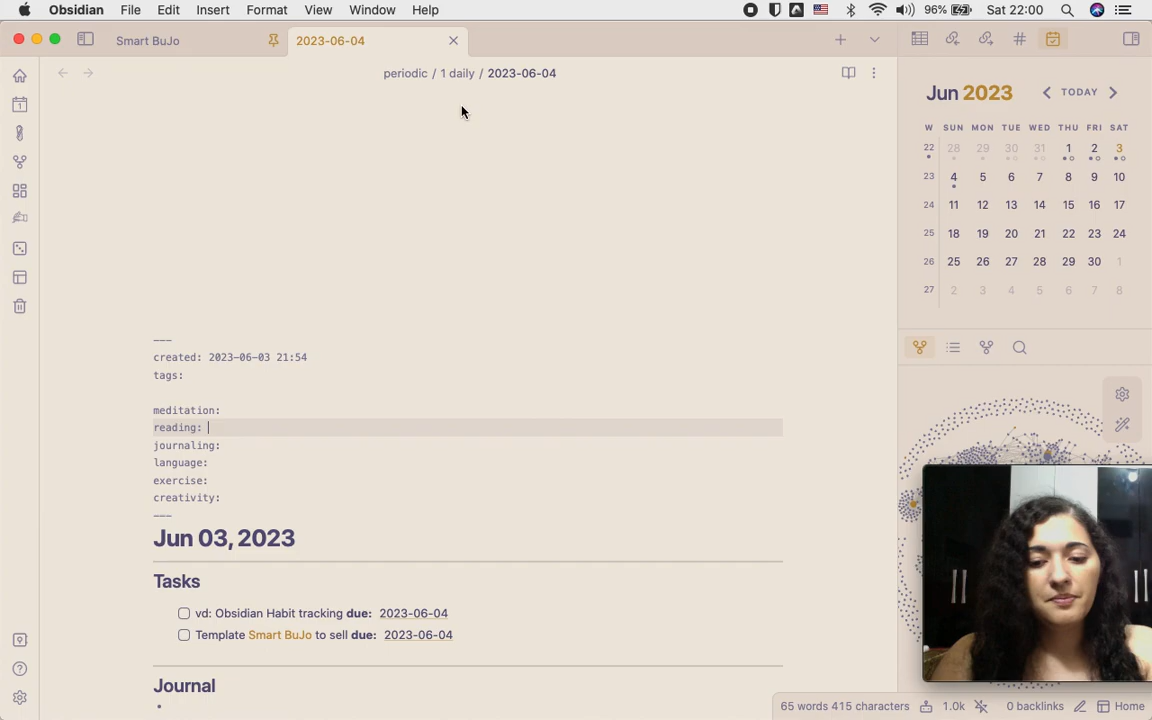 Obsidian File Edit Insert Format View Window Help 96% Sat 22:00
Smart BuJo 2023-06-04
periodic / 1 daily / 2023-06-04
---
created: 2023-06-03 21:54
tags:
meditation:
reading:
journaling:
language:
exercise:
creativity:
---
Jun 03, 2023
Tasks
vd: Obsidian Habit tracking due: 2023-06-04
Template Smart BuJo to sell due: 2023-06-04
Journal
Jun 2023 TODAY
W SUN MON TUE WED THU FRI SAT
22 28 29 30 31 1 2 3
23 4 5 6 7 8 9 10
24 11 12 13 14 15 16 17
25 18 19 20 21 22 23 24
26 25 26 27 28 29 30 1
27 2 3 4 5 6 7 8
65 words 415 characters 1.0k 0 backlinks Home